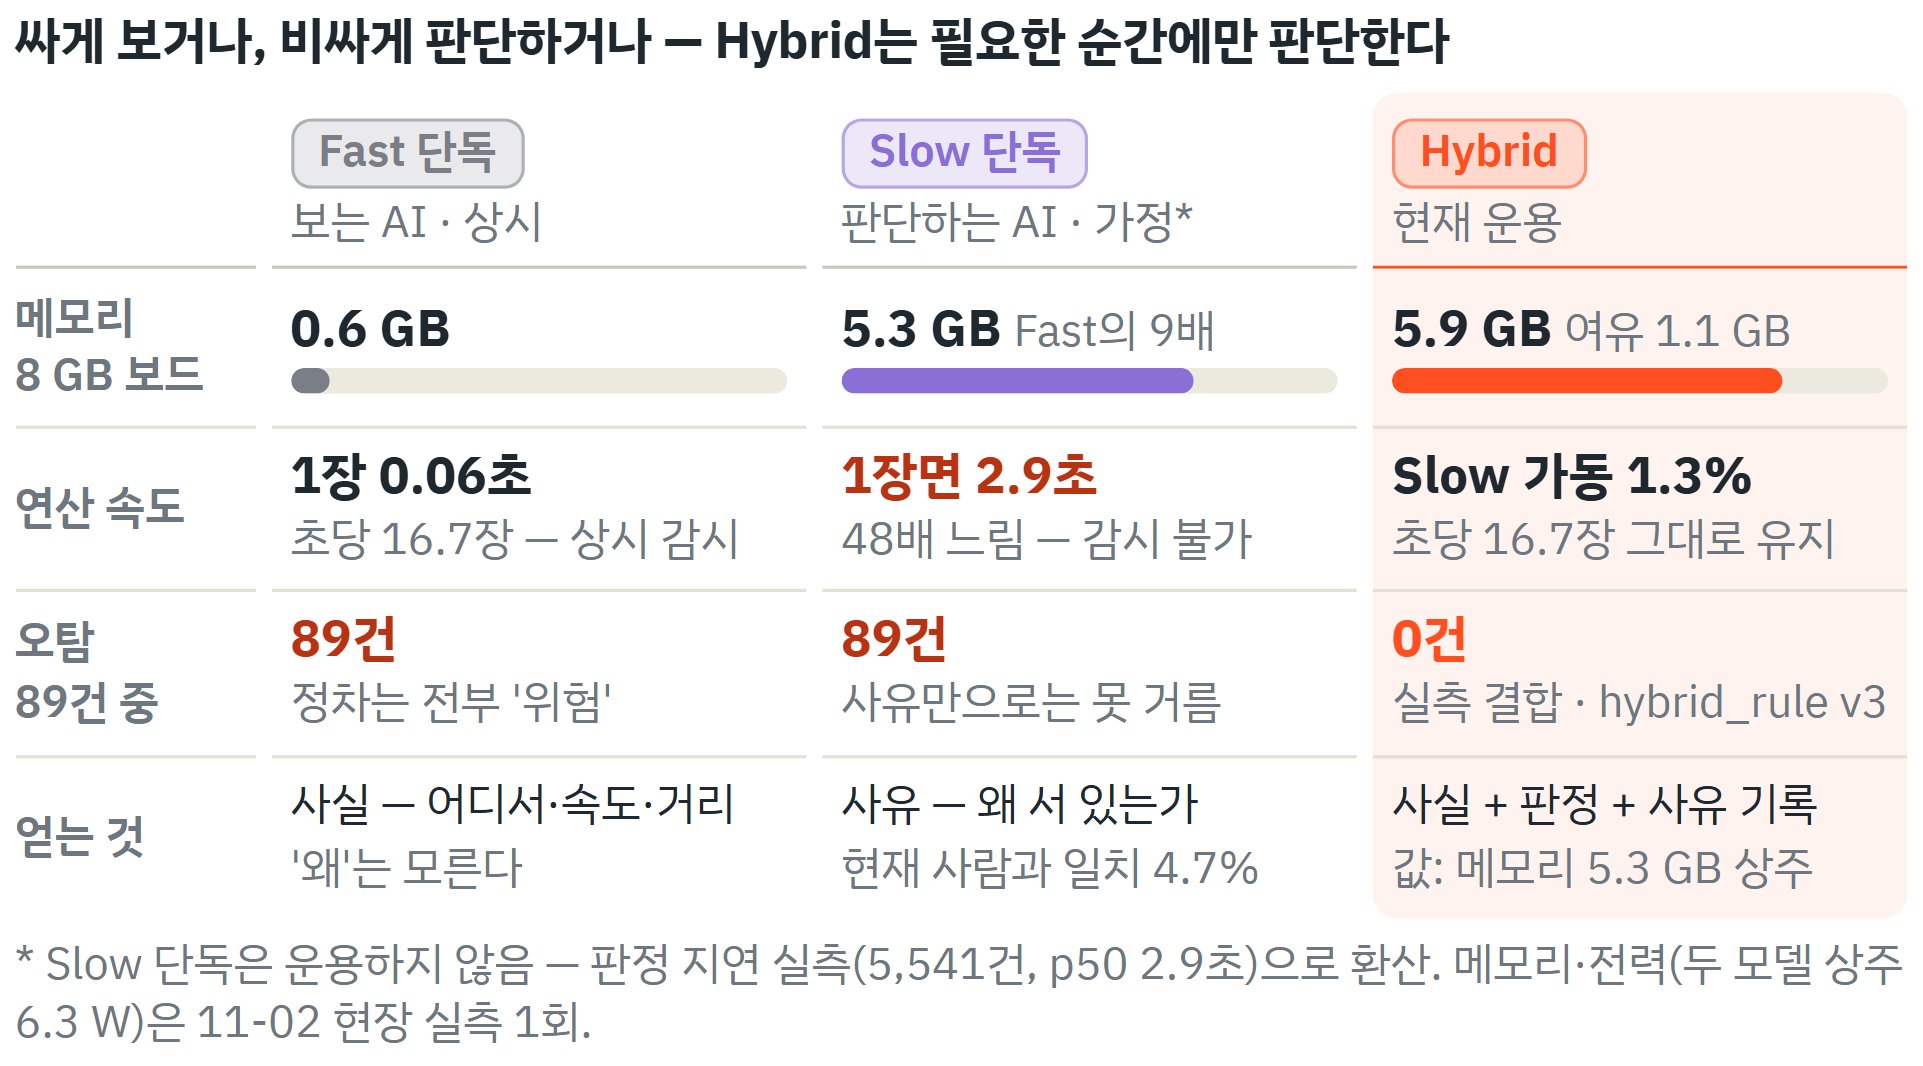 싸게 보거나, 비싸게 판단하거나 — Hybrid는 필요한 순간에만 판단한다
Fast 단독
보는 AI · 상시
Slow 단독
판단하는 AI · 가정*
Hybrid
현재 운용
메모리
8 GB 보드
0.6 GB
5.3 GB Fast의 9배
5.9 GB 여유 1.1 GB
연산 속도
1장 0.06초
초당 16.7장 — 상시 감시
1장면 2.9초
48배 느림 — 감시 불가
Slow 가동 1.3%
초당 16.7장 그대로 유지
오탐
89건 중
89건
정차는 전부 '위험'
89건
사유만으로는 못 거름
0건
실측 결합 · hybrid_rule v3
얻는 것
사실 — 어디서·속도·거리
'왜'는 모른다
사유 — 왜 서 있는가
현재 사람과 일치 4.7%
사실 + 판정 + 사유 기록
값: 메모리 5.3 GB 상주
* Slow 단독은 운용하지 않음 — 판정 지연 실측(5,541건, p50 2.9초)으로 환산. 메모리·전력(두 모델 상주
6.3 W)은 11-02 현장 실측 1회.